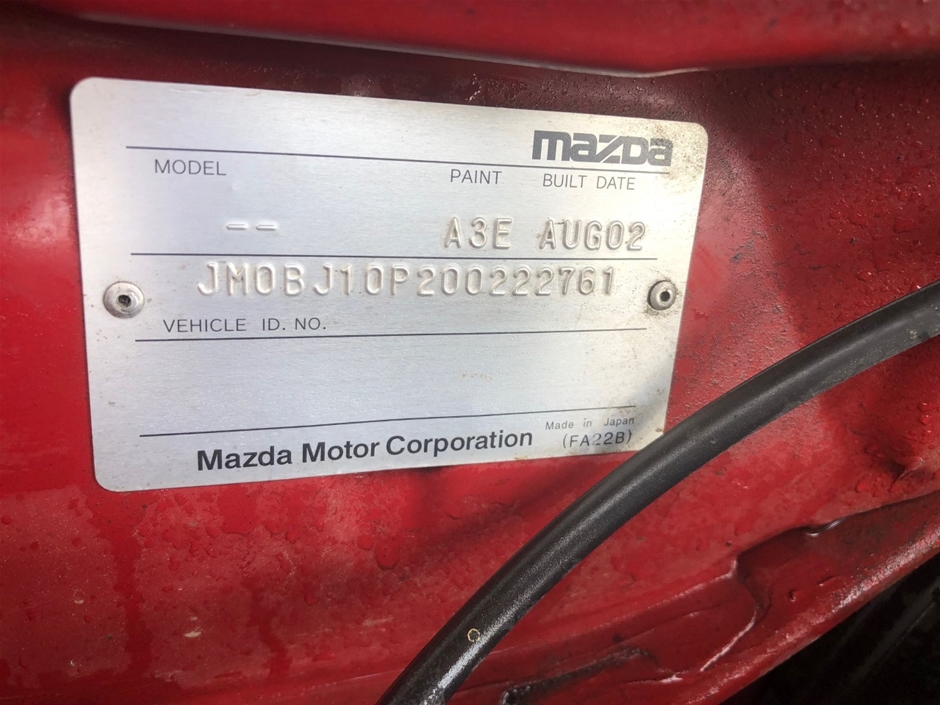 mazda
MODEL PAINT BUILT DATE
-- A3E AUG02
JM0BJ10P200222761
VEHICLE ID. NO.
Made in Japan
Mazda Motor Corporation (FA22B)